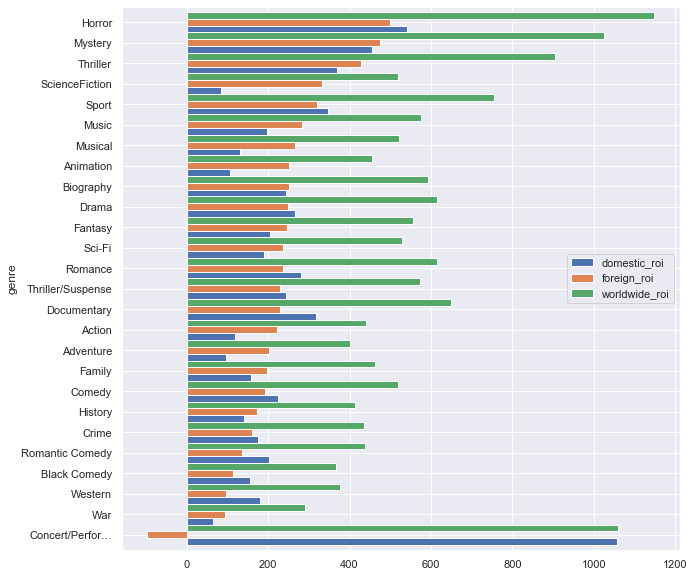 Horror
Mystery
Thriller
ScienceFiction
Sport
Music
Musical
Animation
Biography
Drama
Fantasy
Sci-Fi
Romance
Thriller/Suspense
Documentary
Action
Adventure
Family
Comedy
History
Crime
Romantic Comedy
Black Comedy
Western
War
Concert/Perfor…
genre
domestic_roi
foreign_roi
worldwide_roi
0 200 400 600 800 1000 1200